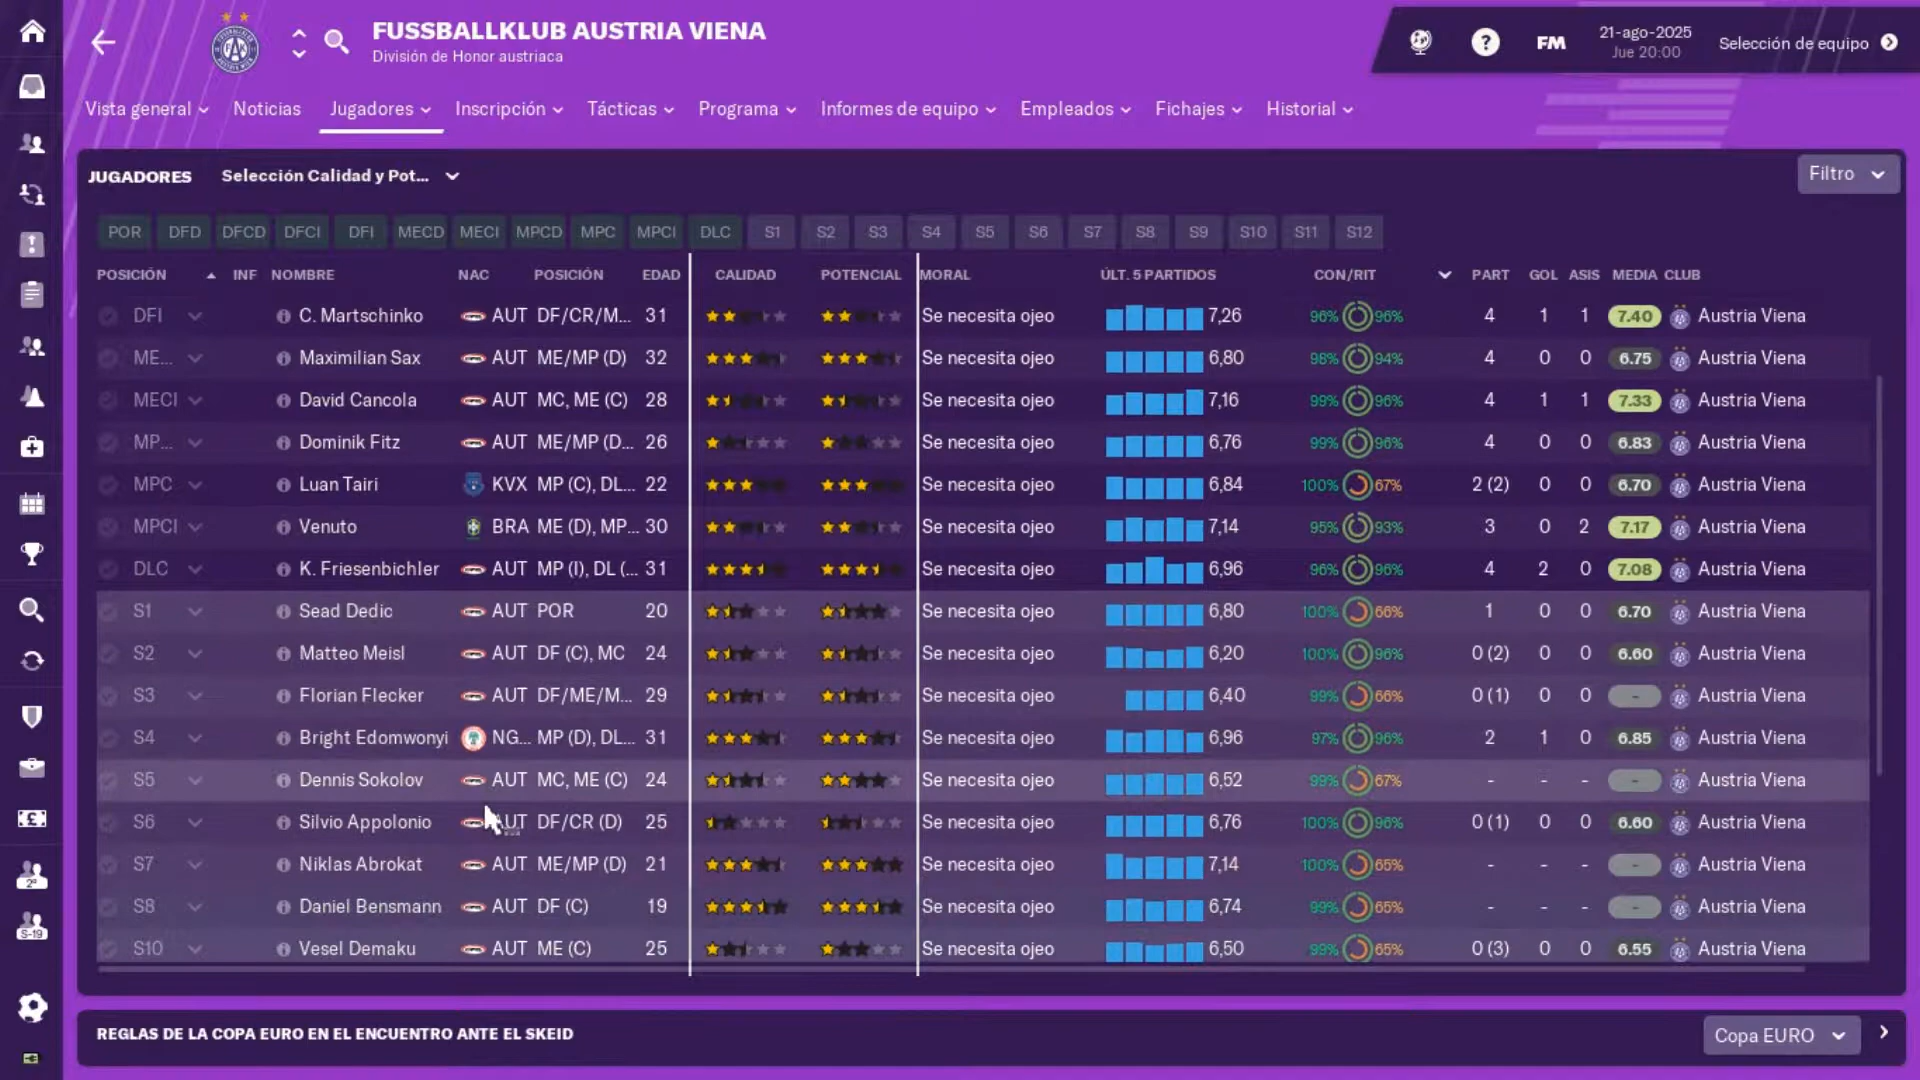 FUSSBALLKLUB AUSTRIA VIENA
División de Honor austriaca
FM
21-ago-2025
Jue 20:00
Selección de equipo
Vista general Noticias Jugadores Inscripción Tácticas Programa Informes de equipo Empleados Fichajes Historial
JUGADORES Selección Calidad y Pot... Filtro
POR DFD DFCD DFCI DFI MECD MECI MPCD MPC MPCI DLC S1 S2 S3 S4 S5 S6 S7 S8 S9 S10 S11 S12
POSICIÓN INF NOMBRE NAC POSICIÓN EDAD CALIDAD POTENCIAL MORAL ÚLT. 5 PARTIDOS CON/RIT PART GOL ASIS MEDIA CLUB
DFI C. Martschinko AUT DF/CR/M... 31 Se necesita ojeo 7,26 96% 96% 4 1 1 7.40 Austria Viena
ME... Maximilian Sax AUT ME/MP (D) 32 Se necesita ojeo 6,80 98% 94% 4 0 0 6.75 Austria Viena
MECI David Cancola AUT MC, ME (C) 28 Se necesita ojeo 7,16 99% 96% 4 1 1 7.33 Austria Viena
MP... Dominik Fitz AUT ME/MP (D... 26 Se necesita ojeo 6,76 99% 96% 4 0 0 6.83 Austria Viena
MPC Luan Tairi KVX MP (C), DL... 22 Se necesita ojeo 6,84 100% 67% 2 (2) 0 0 6.70 Austria Viena
MPCI Venuto BRA ME (D), MP... 30 Se necesita ojeo 7,14 95% 93% 3 0 2 7.17 Austria Viena
DLC K. Friesenbichler AUT MP (I), DL (... 31 Se necesita ojeo 6,96 96% 96% 4 2 0 7.08 Austria Viena
S1 Sead Dedic AUT POR 20 Se necesita ojeo 6,80 100% 66% 1 0 0 6.70 Austria Viena
S2 Matteo Meisl AUT DF (C), MC 24 Se necesita ojeo 6,20 100% 96% 0 (2) 0 0 6.60 Austria Viena
S3 Florian Flecker AUT DF/ME/M... 29 Se necesita ojeo 6,40 99% 66% 0 (1) 0 0 - Austria Viena
S4 Bright Edomwonyi NG... MP (D), DL... 31 Se necesita ojeo 6,96 97% 96% 2 1 0 6.85 Austria Viena
S5 Dennis Sokolov AUT MC, ME (C) 24 Se necesita ojeo 6,52 99% 67% - - - - Austria Viena
S6 Silvio Appolonio AUT DF/CR (D) 25 Se necesita ojeo 6,76 100% 96% 0 (1) 0 0 6.60 Austria Viena
S7 Niklas Abrokat AUT ME/MP (D) 21 Se necesita ojeo 7,14 100% 65% - - - - Austria Viena
S8 Daniel Bensmann AUT DF (C) 19 Se necesita ojeo 6,74 99% 65% - - - - Austria Viena
S10 Vesel Demaku AUT ME (C) 25 Se necesita ojeo 6,50 99% 65% 0 (3) 0 0 6.55 Austria Viena
REGLAS DE LA COPA EURO EN EL ENCUENTRO ANTE EL SKEID Copa EURO
2º
S-19